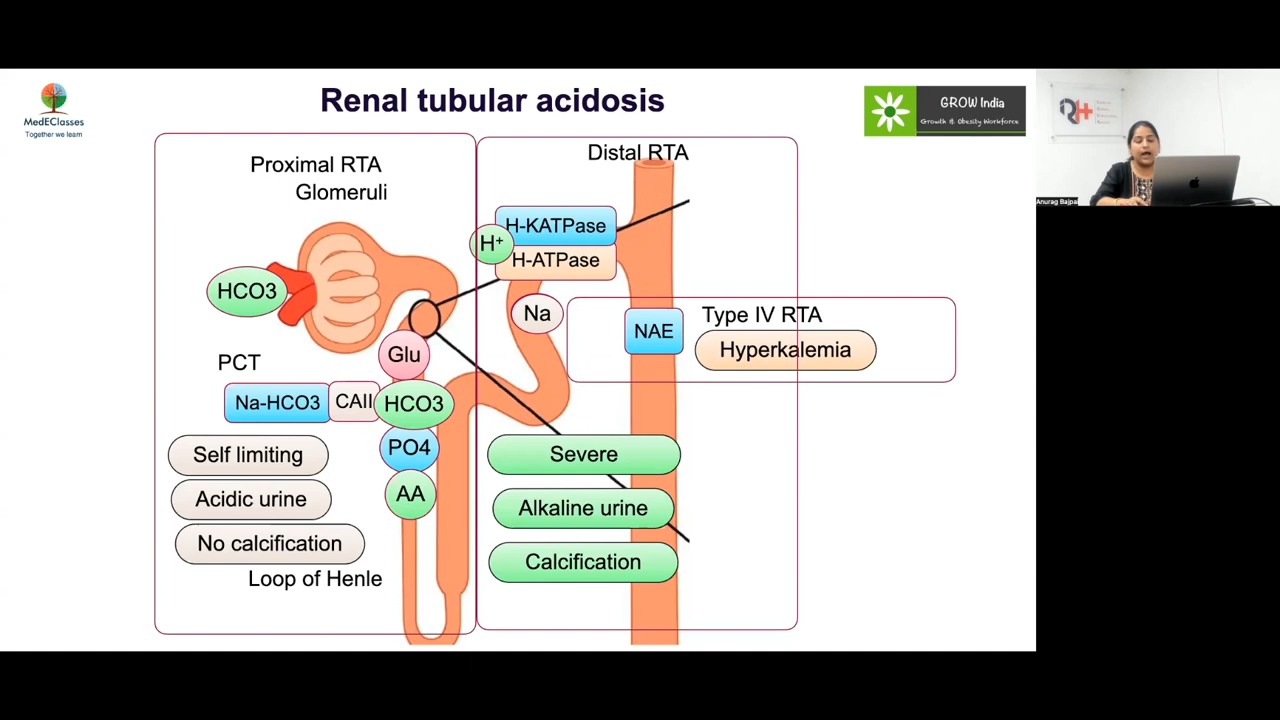 MedEClasses
Together we learn
Renal tubular acidosis
GROW India
Growth & Obesity Workforce
Proximal RTA
Glomeruli
HCO3
PCT
Na-HCO3
CAII
Glu
HCO3
PO4
AA
Self limiting
Acidic urine
No calcification
Loop of Henle
Distal RTA
H+
H-KATPase
H-ATPase
Na
NAE
Type IV RTA
Hyperkalemia
Severe
Alkaline urine
Calcification
RH+
Anurag Bajpai